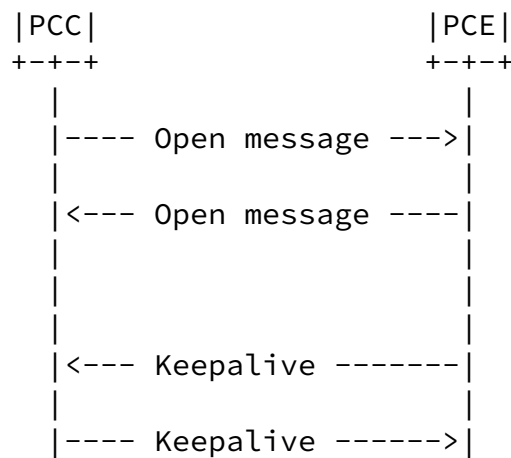 |PCC|                     |PCE|
+-+-+                     +-+-+
  |                         |
  |---- Open message --->|
  |                         |
  |<--- Open message ----|
  |                         |
  |                         |
  |                         |
  |<--- Keepalive -------|
  |                         |
  |---- Keepalive ------>|